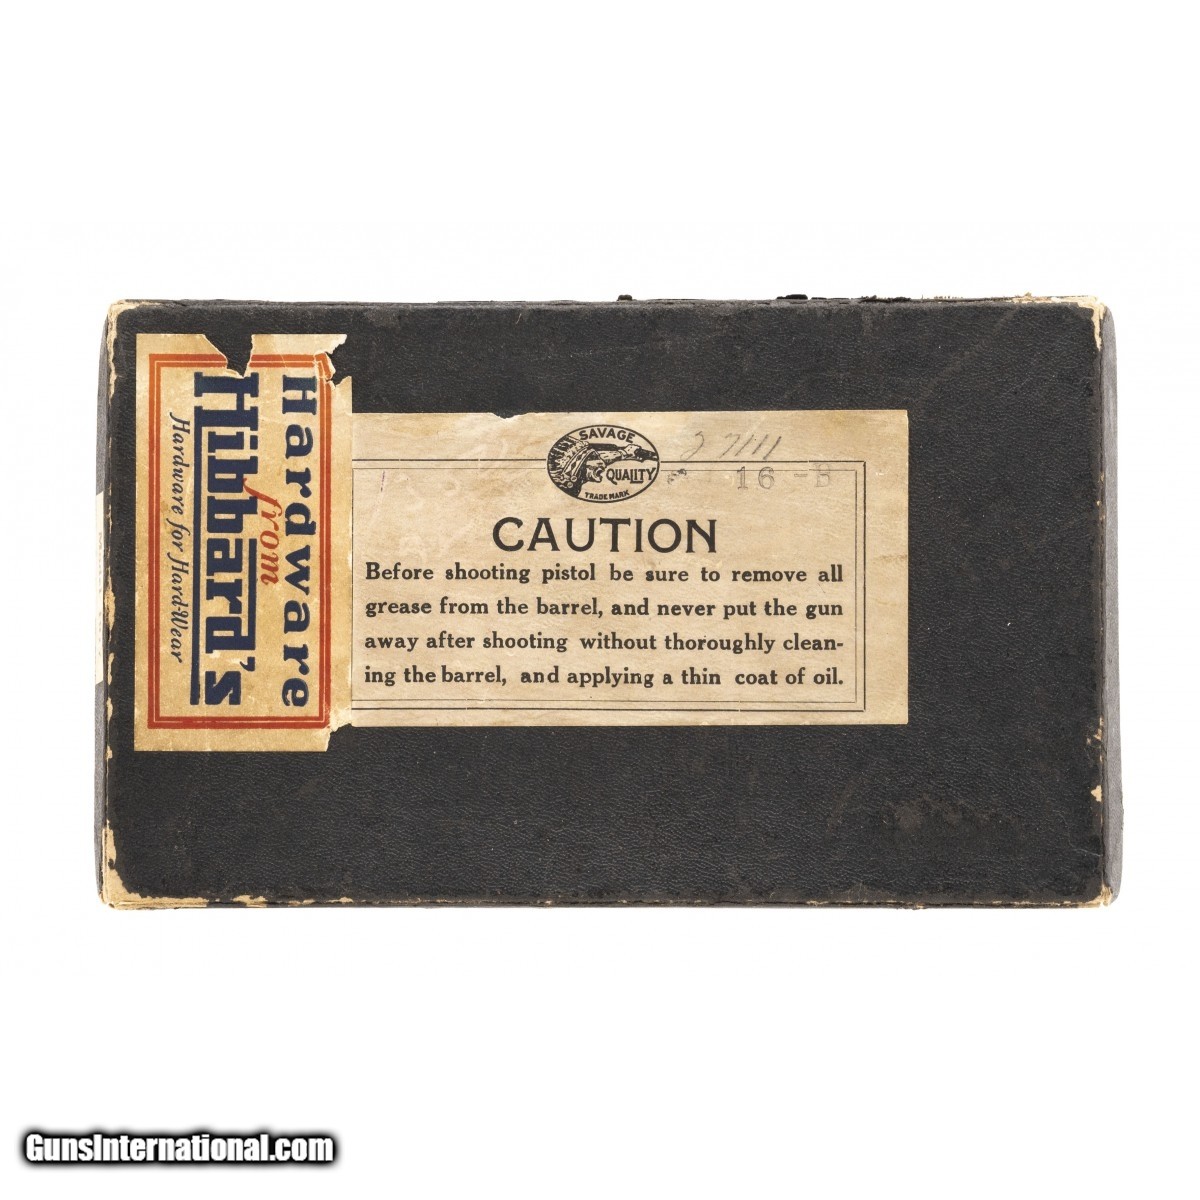 Hardware
from
Hibbard's
Hardware for HardWear
SAVAGE
QUALITY
TRADE MARK
27111
16-B
CAUTION
Before shooting pistol be sure to remove all
grease from the barrel, and never put the gun
away after shooting without thoroughly clean-
ing the barrel, and applying a thin coat of oil.
GunsInternational.com